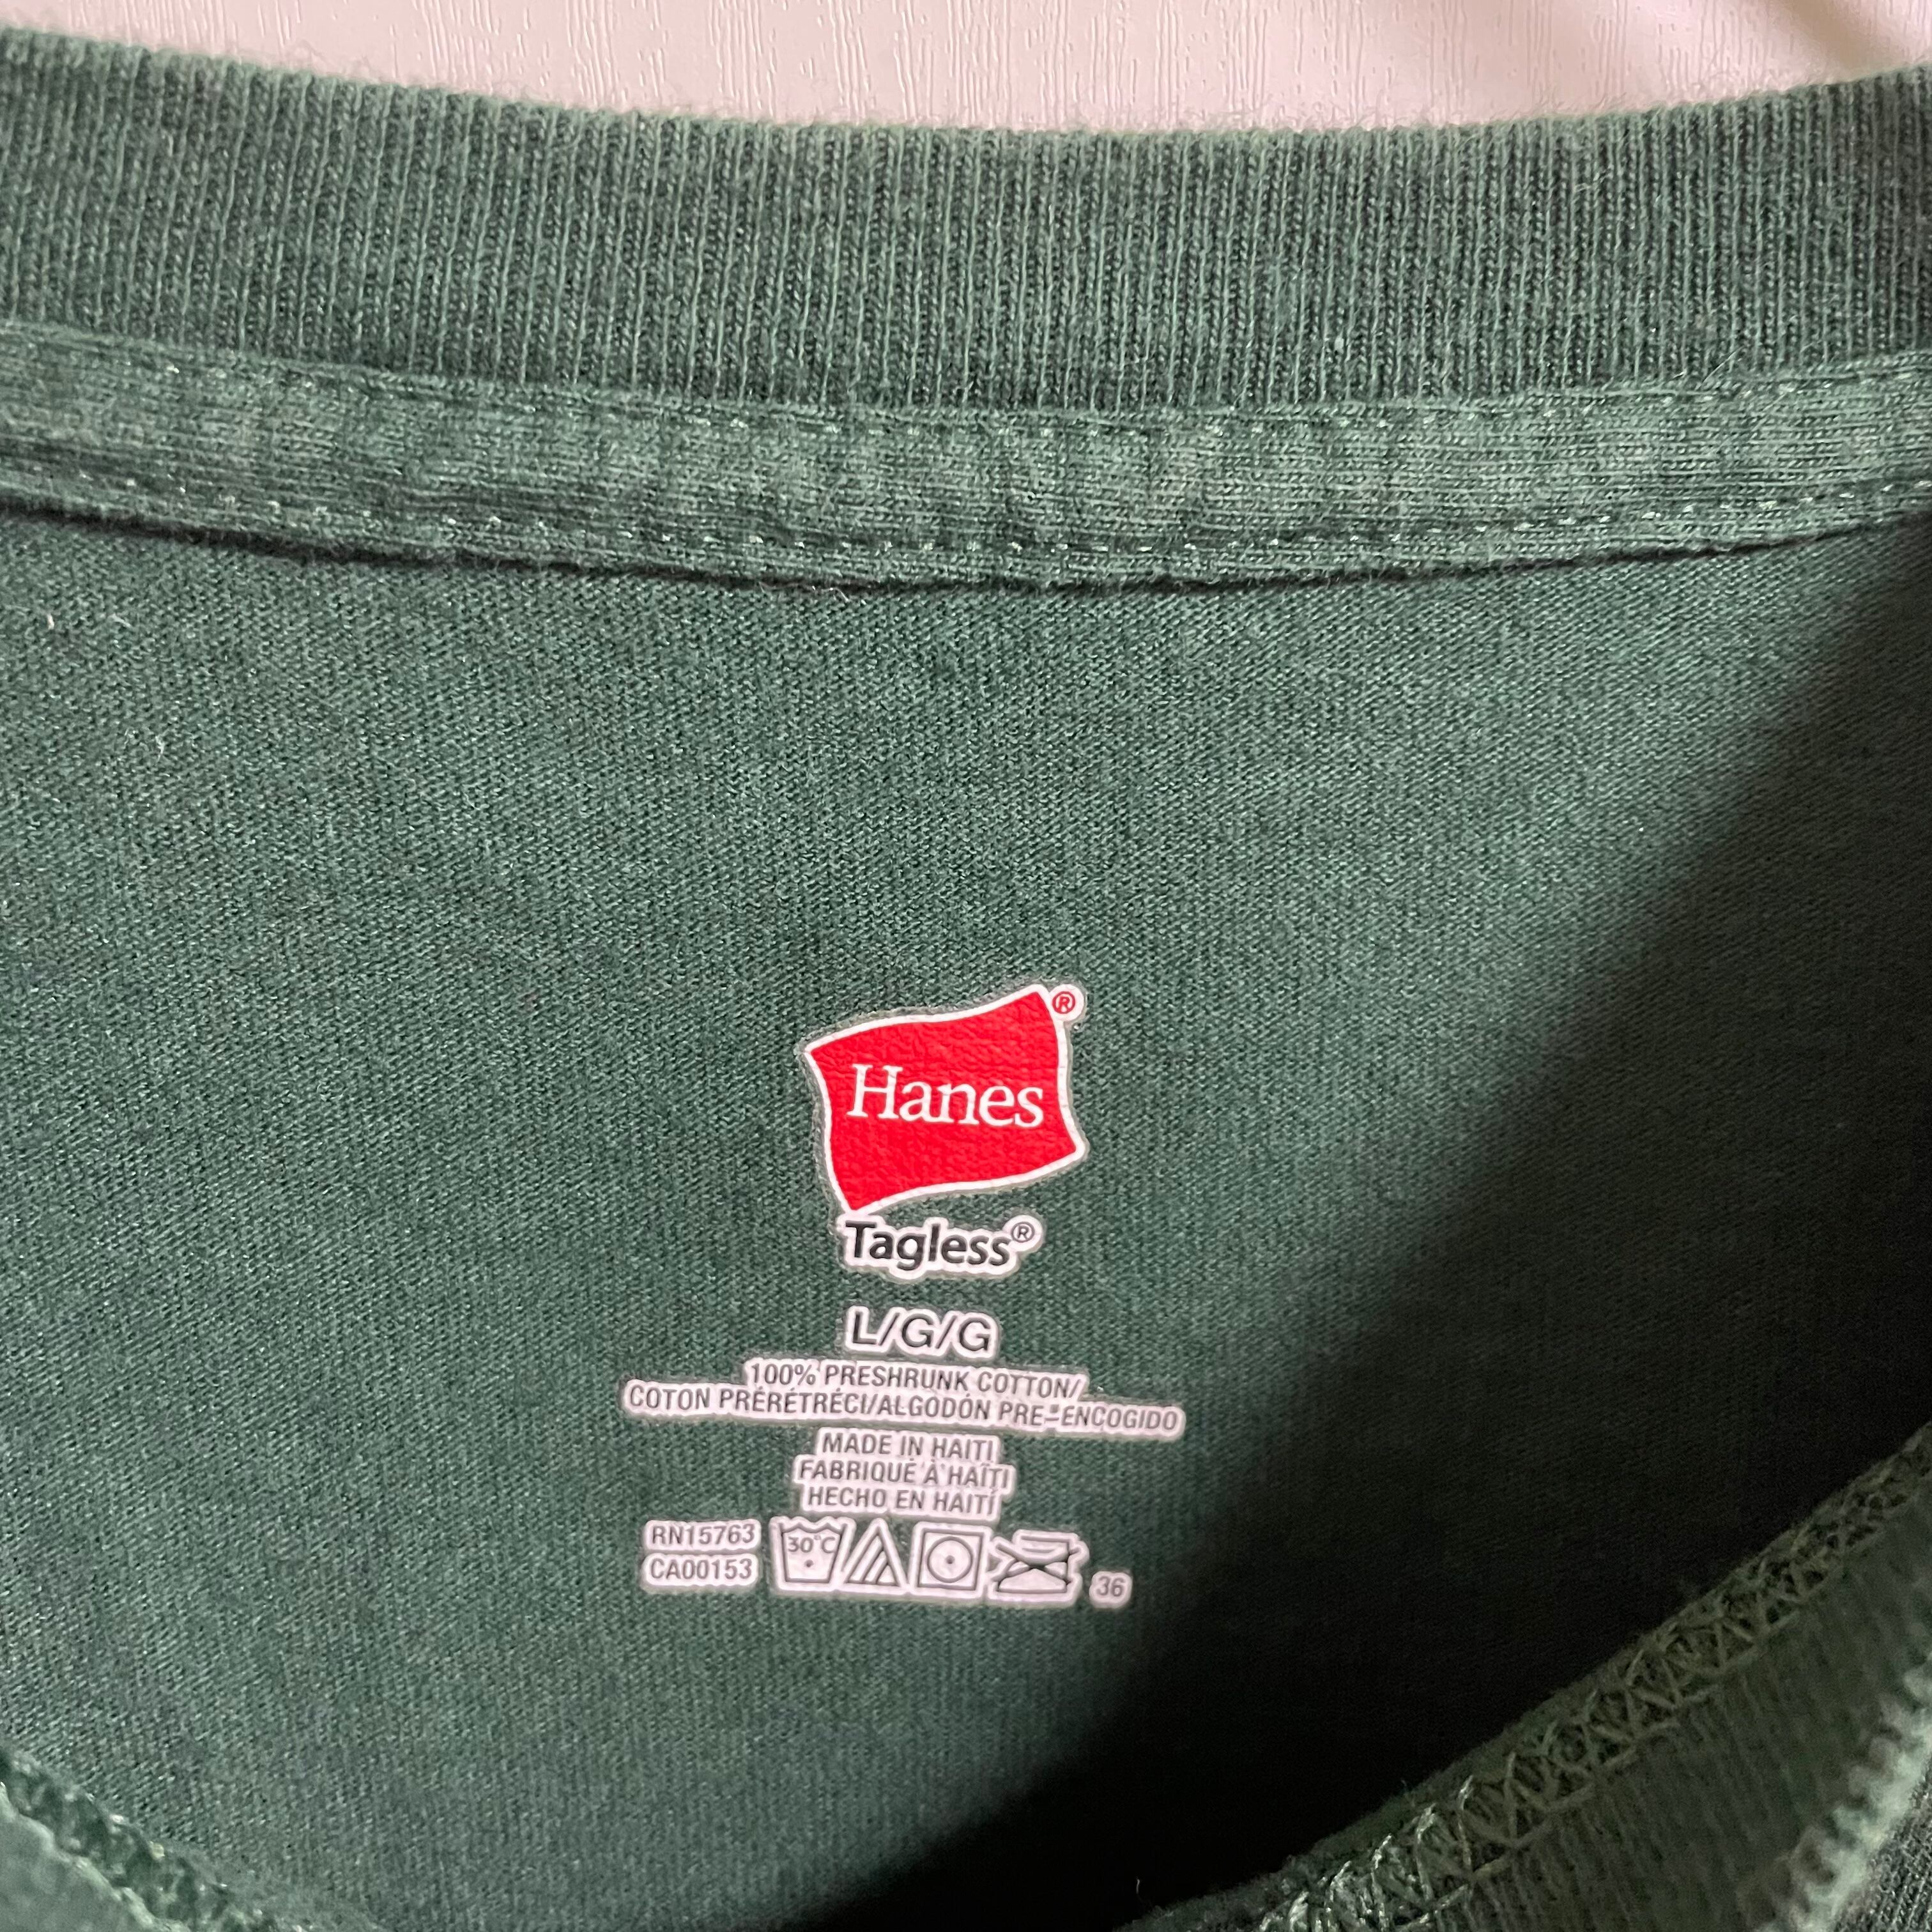 Hanes®
Tagless®
L/G/G
100% PRESHRUNK COTTON/
COTON PRÉRÉTRÉCI/ALGODÓN PRE-ENCOGIDO
MADE IN HAITI
FABRIQUÉ À HAÏTI
HECHO EN HAITÍ
RN15763
CA00153
30°C
36